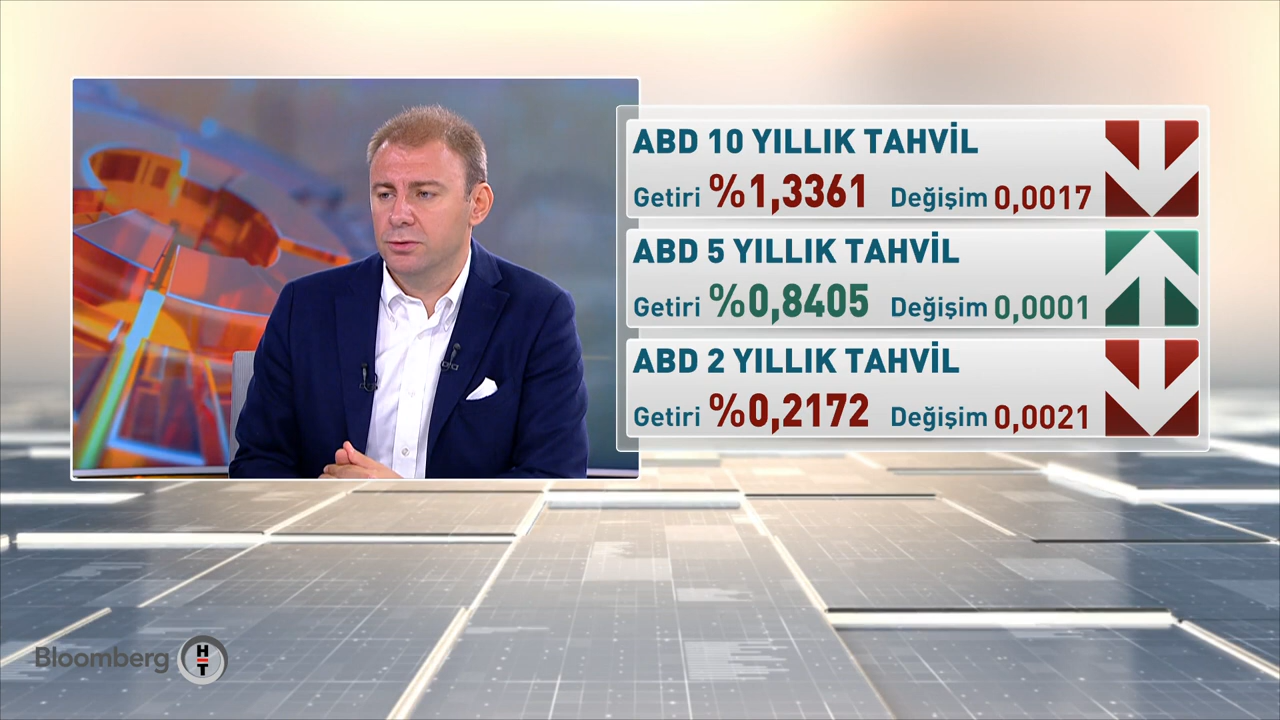 ABD 10 YILLIK TAHVİL
Getiri %1,3361 Değişim 0,0017
ABD 5 YILLIK TAHVİL
Getiri %0,8405 Değişim 0,0001
ABD 2 YILLIK TAHVİL
Getiri %0,2172 Değişim 0,0021
Bloomberg HT